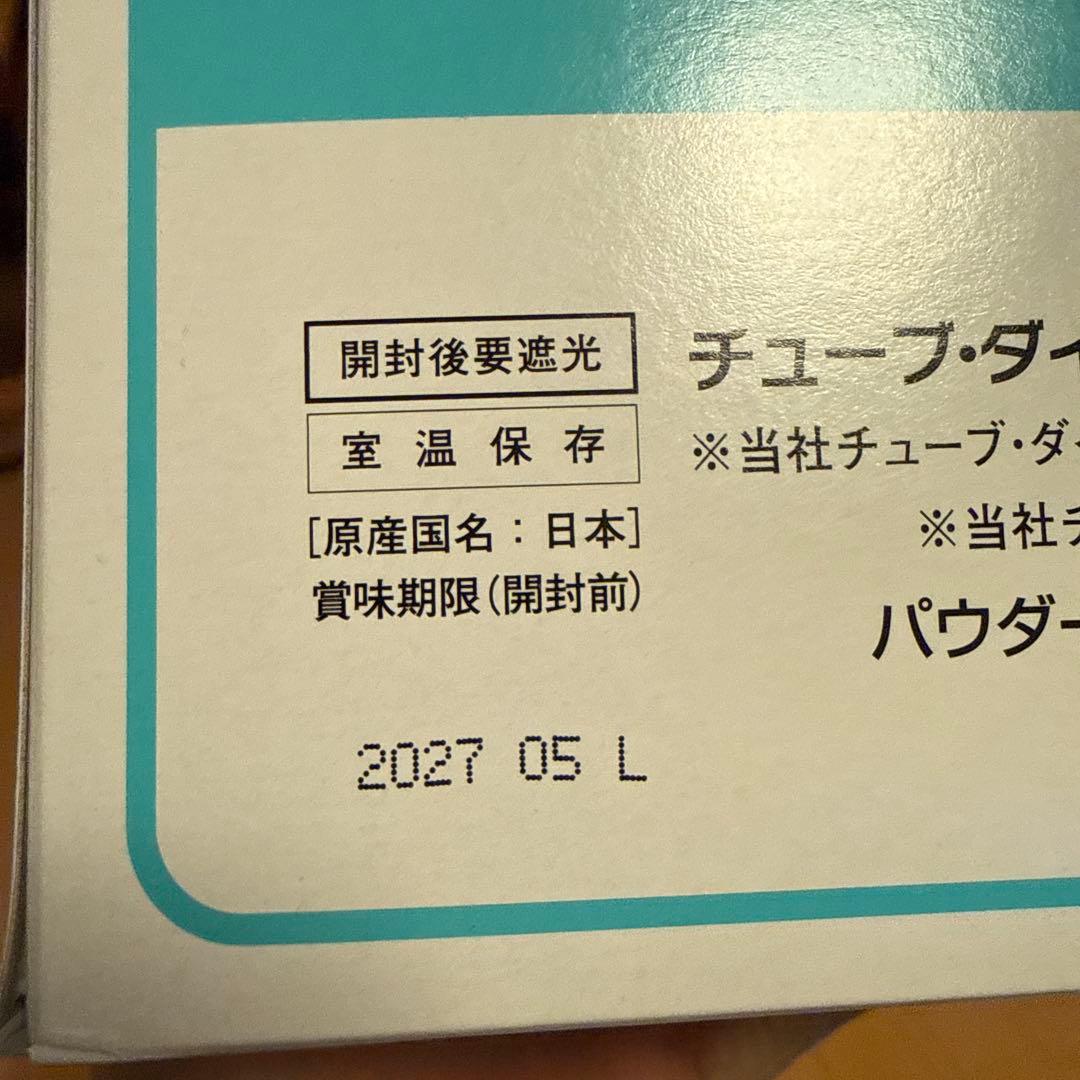 開封後要遮光
室温保存
[原産国名：日本]
賞味期限(開封前)
2027 05 L
チューブ・ダイ
※当社チューブ・ダ
※当社チ
パウダー